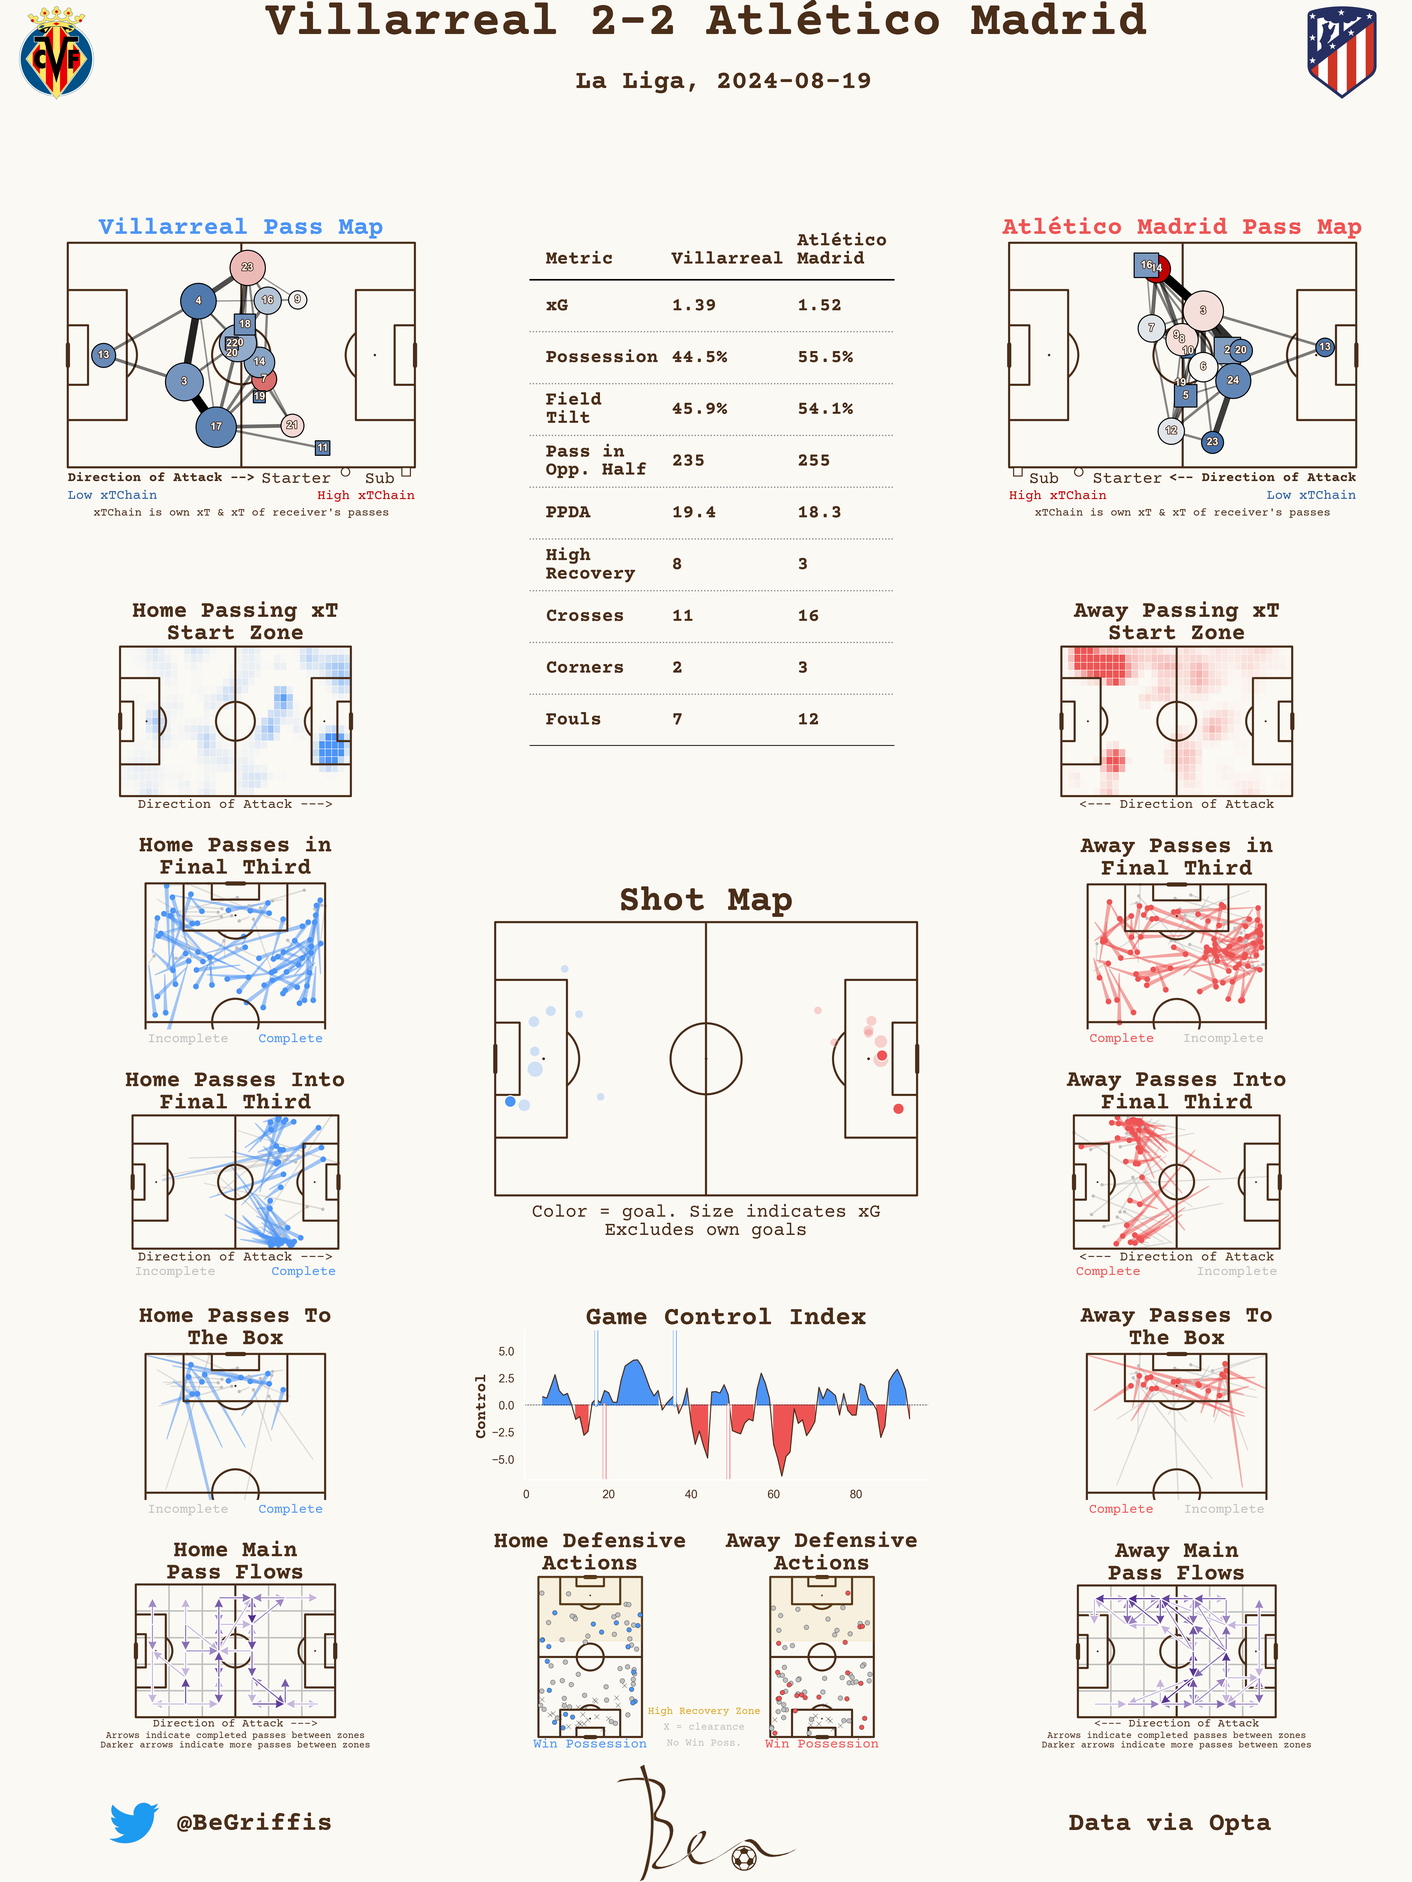 Villarreal 2-2 Atlético Madrid
La Liga, 2024-08-19
CVF
Villarreal Pass Map
23
4
16
9
18
220
20
13
14
3
7
19
17
21
11
Direction of Attack --> Starter Sub
Low xTChain High xTChain
xTChain is own xT & xT of receiver's passes
Metric Villarreal Atlético Madrid
xG 1.39 1.52
Possession 44.5% 55.5%
Field Tilt 45.9% 54.1%
Pass in Opp. Half 235 255
PPDA 19.4 18.3
High Recovery 8 3
Crosses 11 16
Corners 2 3
Fouls 7 12
Atlético Madrid Pass Map
16 14
3
7
9
8
10
2 20
13
6
19
24
5
12
23
Sub Starter <-- Direction of Attack
High xTChain Low xTChain
xTChain is own xT & xT of receiver's passes
Home Passing xT
Start Zone
Direction of Attack --->
Away Passing xT
Start Zone
<--- Direction of Attack
Home Passes in
Final Third
Incomplete Complete
Away Passes in
Final Third
Complete Incomplete
Shot Map
Color = goal. Size indicates xG
Excludes own goals
Home Passes Into
Final Third
Direction of Attack --->
Incomplete Complete
Away Passes Into
Final Third
<--- Direction of Attack
Complete Incomplete
Home Passes To
The Box
Incomplete Complete
Game Control Index
Control
5.0
2.5
0.0
−2.5
−5.0
0 20 40 60 80
Away Passes To
The Box
Complete Incomplete
Home Main
Pass Flows
Direction of Attack --->
Arrows indicate completed passes between zones
Darker arrows indicate more passes between zones
Home Defensive
Actions
Win Possession
High Recovery Zone
X = clearance
No Win Poss.
Away Defensive
Actions
Win Possession
Away Main
Pass Flows
<--- Direction of Attack
Arrows indicate completed passes between zones
Darker arrows indicate more passes between zones
@BeGriffis
Ben
Data via Opta